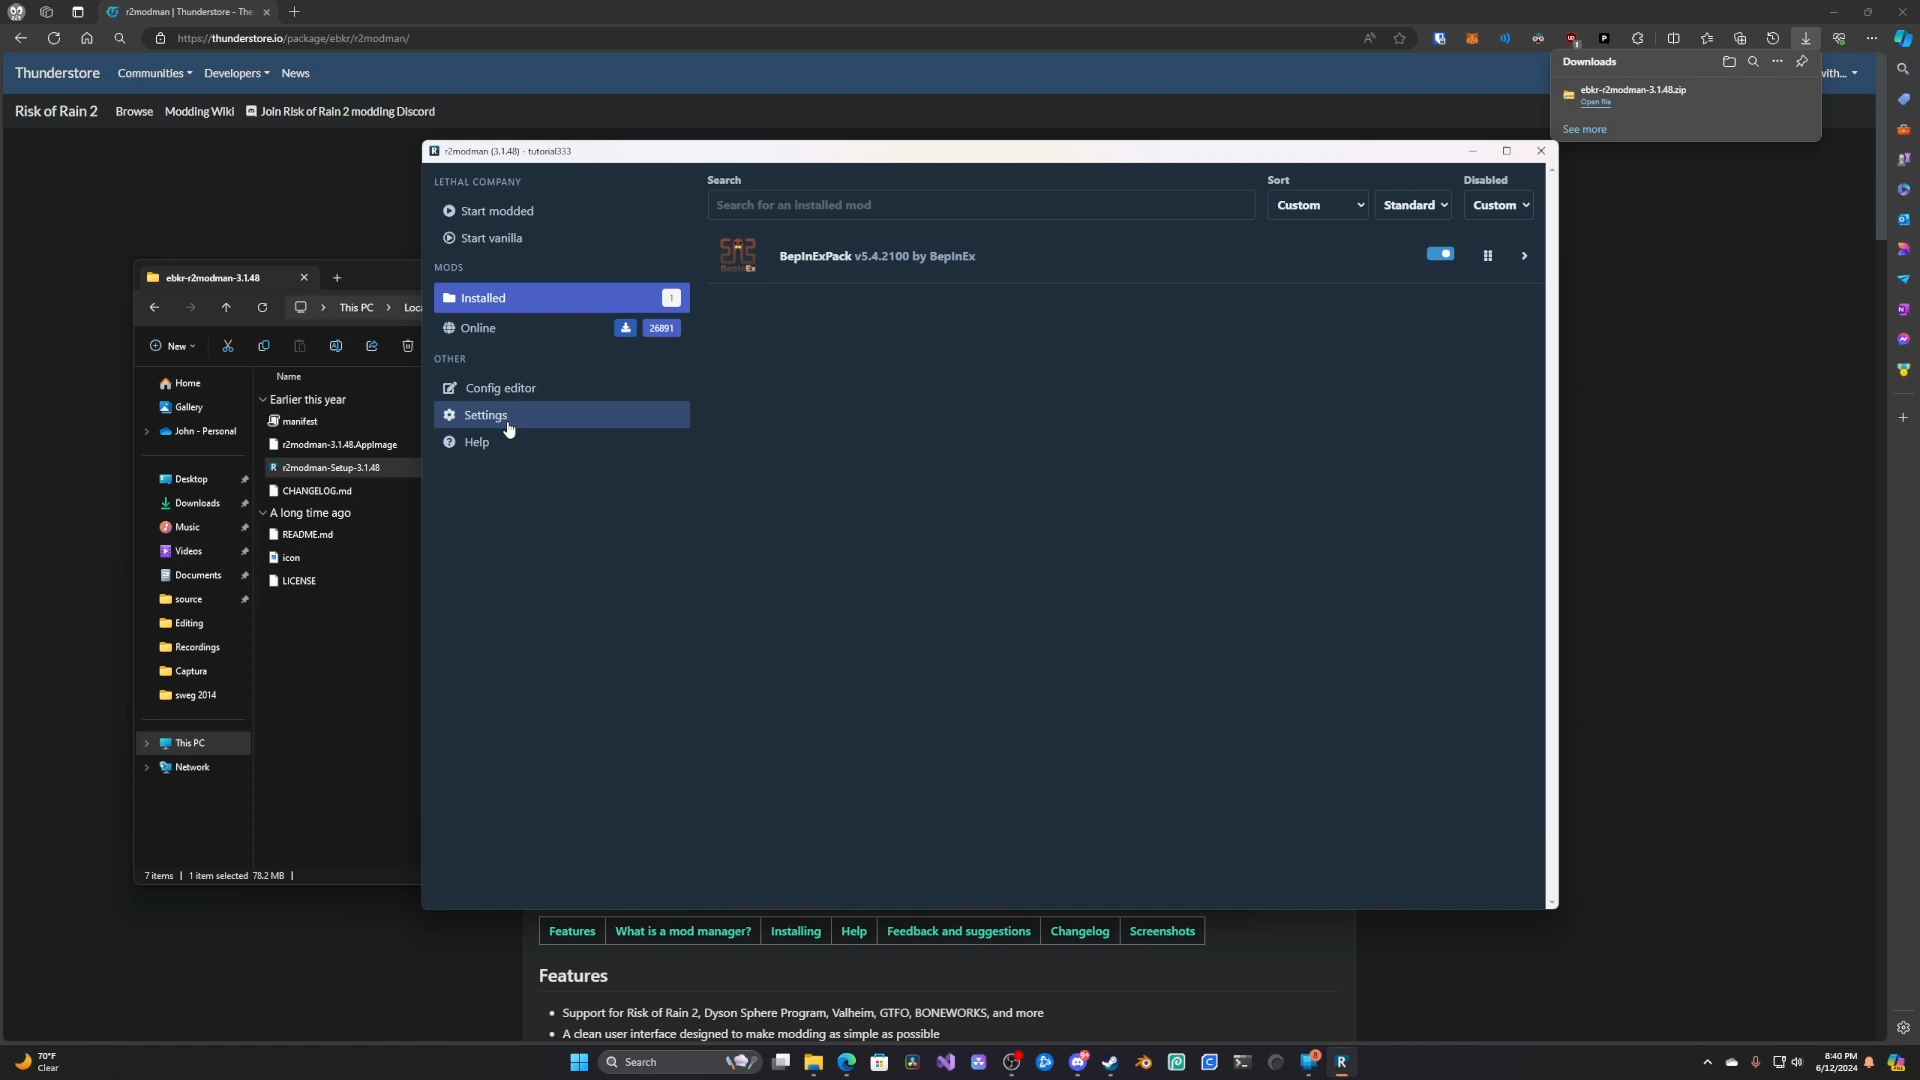 r2modman | Thunderstore - The
https://thunderstore.io/package/ebkr/r2modman/
Thunderstore
Communities
Developers
News
Risk of Rain 2
Browse
Modding Wiki
Join Risk of Rain 2 modding Discord
Downloads
ebkr-r2modman-3.1.48.zip
Open file
See more
with...
r2modman (3.1.48) - tutorial333
LETHAL COMPANY
Start modded
Start vanilla
MODS
Installed
1
Online
26891
OTHER
Config editor
Settings
Help
Search
Search for an installed mod
Sort
Custom
Standard
Disabled
Custom
BepInExPack v5.4.2100 by BepInEx
BepInEx
ebkr-r2modman-3.1.48
This PC
Loca
New
Name
Home
Gallery
John - Personal
Desktop
Downloads
Music
Videos
Documents
source
Editing
Recordings
Captura
sweg 2014
This PC
Network
Earlier this year
manifest
r2modman-3.1.48.AppImage
r2modman-Setup-3.1.48
CHANGELOG.md
A long time ago
README.md
icon
LICENSE
7 items
1 item selected 78.2 MB
Features
What is a mod manager?
Installing
Help
Feedback and suggestions
Changelog
Screenshots
Features
• Support for Risk of Rain 2, Dyson Sphere Program, Valheim, GTFO, BONEWORKS, and more
• A clean user interface designed to make modding as simple as possible
70°F
Clear
Search
8:40 PM
6/12/2024